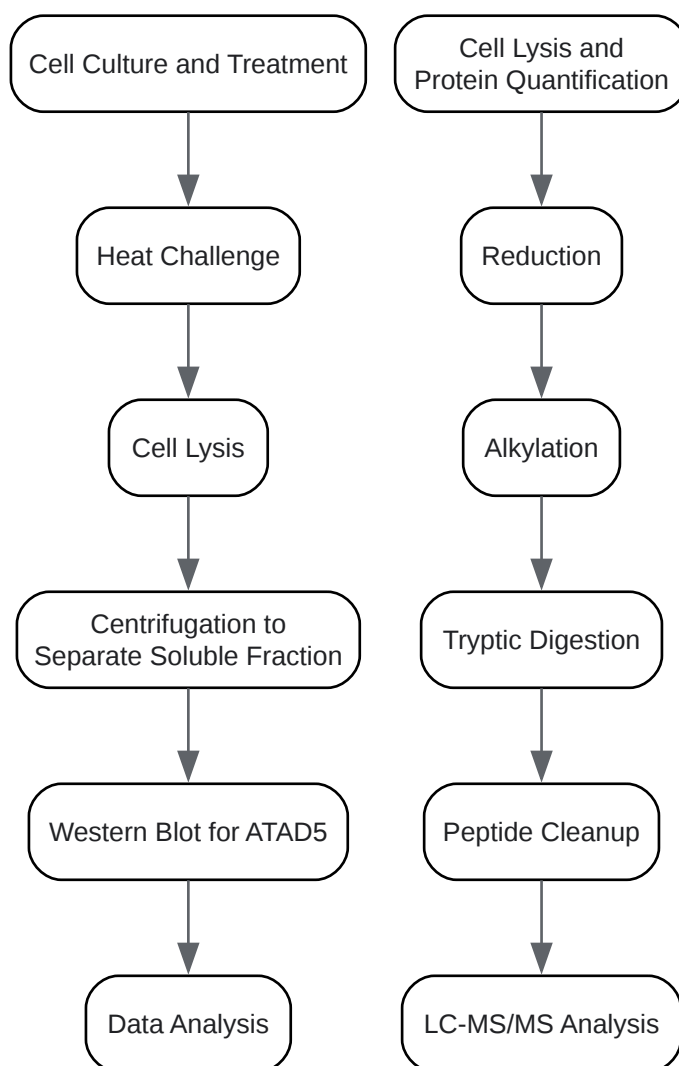 Cell Culture and Treatment
Heat Challenge
Cell Lysis
Centrifugation to
Separate Soluble Fraction
Western Blot for ATAD5
Data Analysis
Cell Lysis and
Protein Quantification
Reduction
Alkylation
Tryptic Digestion
Peptide Cleanup
LC-MS/MS Analysis